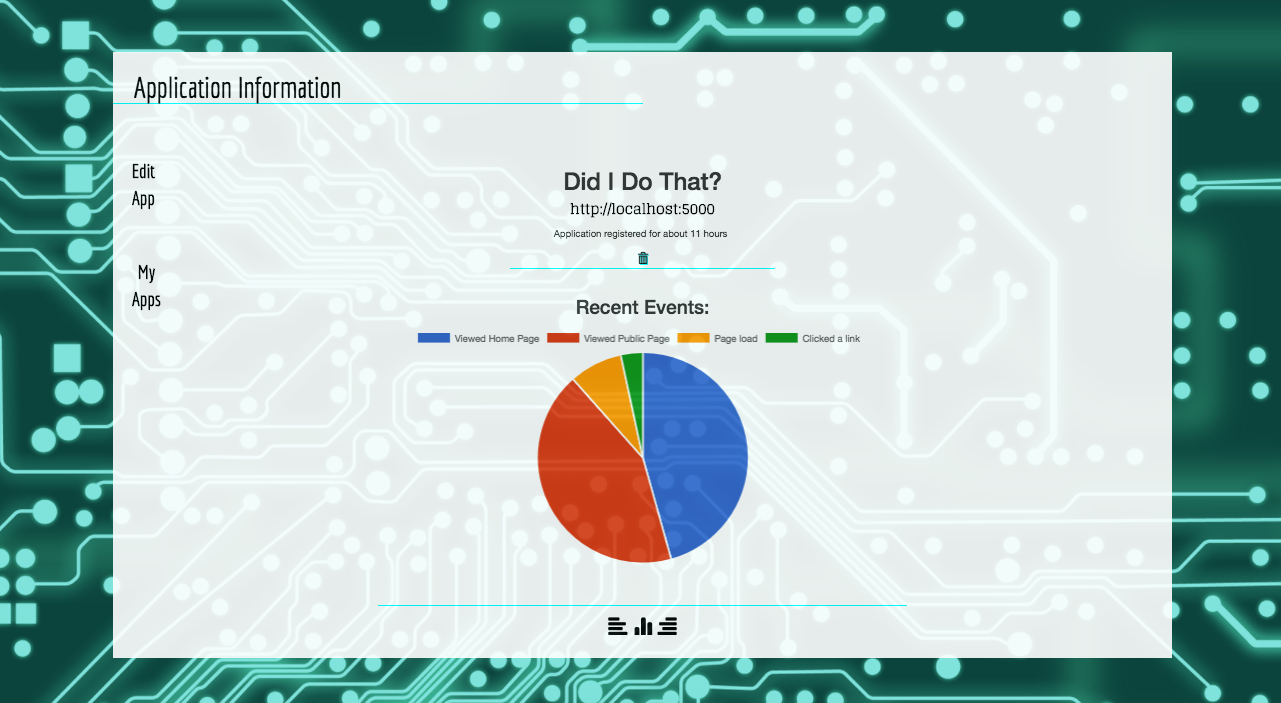 Application Information
Edit
App
My
Apps
Did I Do That?
http://localhost:5000
Application registered for about 11 hours
Recent Events:
Viewed Home Page Viewed Public Page Page load Clicked a link